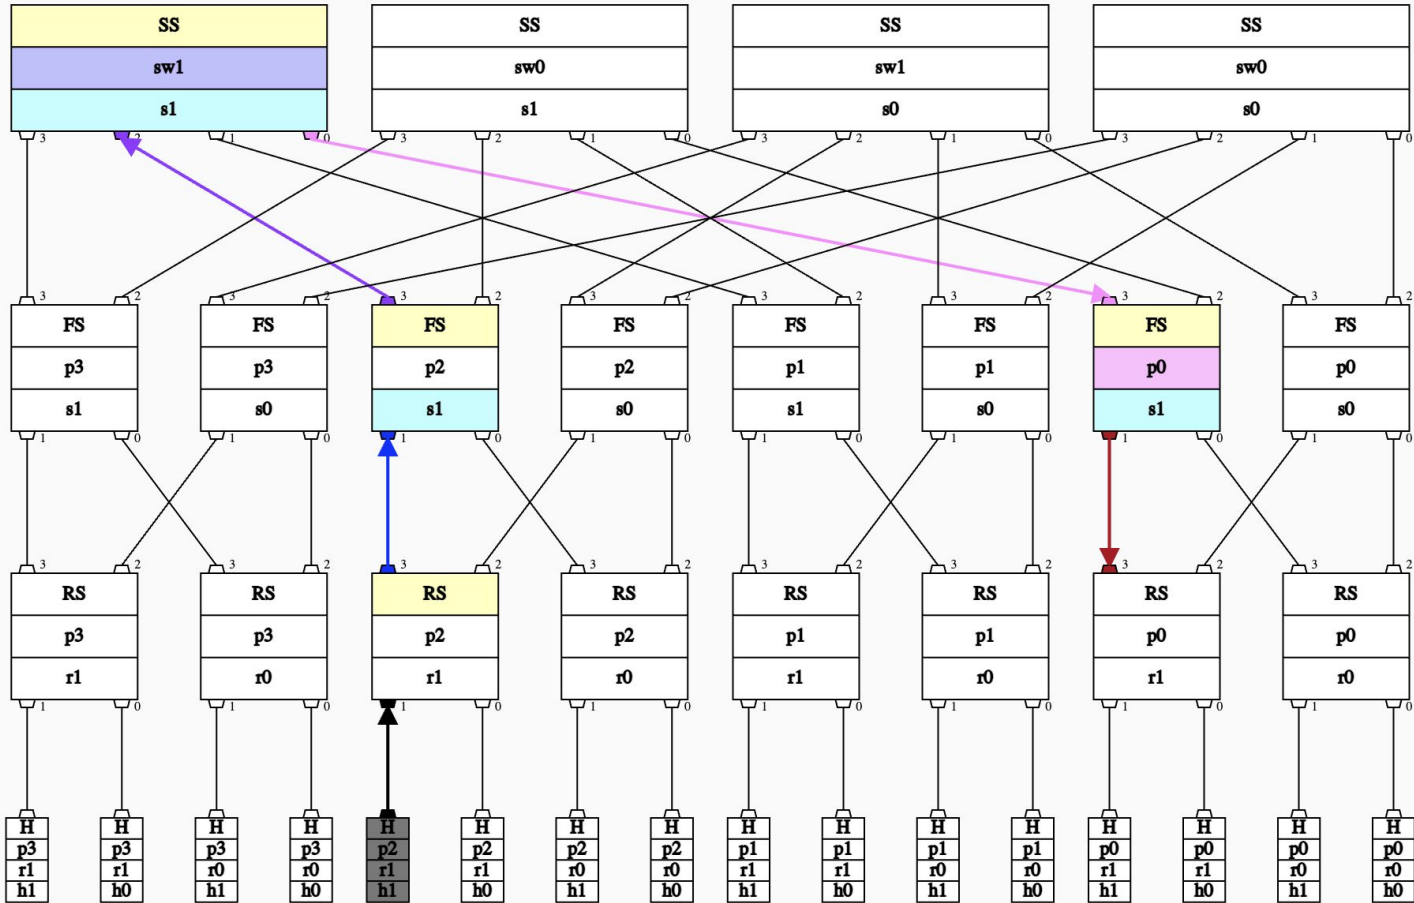 SS SS SS SS
sw1 sw0 sw1 sw0
s1 s1 s0 s0
3 2 1 0 3 2 1 0 3 2 1 0 3 2 1 0
3 2 3 2 3 2 3 2 3 2 3 2 3 2 3 2
FS FS FS FS FS FS FS FS
p3 p3 p2 p2 p1 p1 p0 p0
s1 s0 s1 s0 s1 s0 s1 s0
1 0 1 0 1 0 1 0 1 0 1 0 1 0 1 0
3 2 3 2 3 2 3 2 3 2 3 2 3 2 3 2
RS RS RS RS RS RS RS RS
p3 p3 p2 p2 p1 p1 p0 p0
r1 r0 r1 r0 r1 r0 r1 r0
1 0 1 0 1 0 1 0 1 0 1 0 1 0 1 0
H H H H H H H H H H H H H H H H
p3 p3 p3 p3 p2 p2 p2 p2 p1 p1 p1 p1 p0 p0 p0 p0
r1 r1 r0 r0 r1 r1 r0 r0 r1 r1 r0 r0 r1 r1 r0 r0
h1 h0 h1 h0 h1 h0 h1 h0 h1 h0 h1 h0 h1 h0 h1 h0